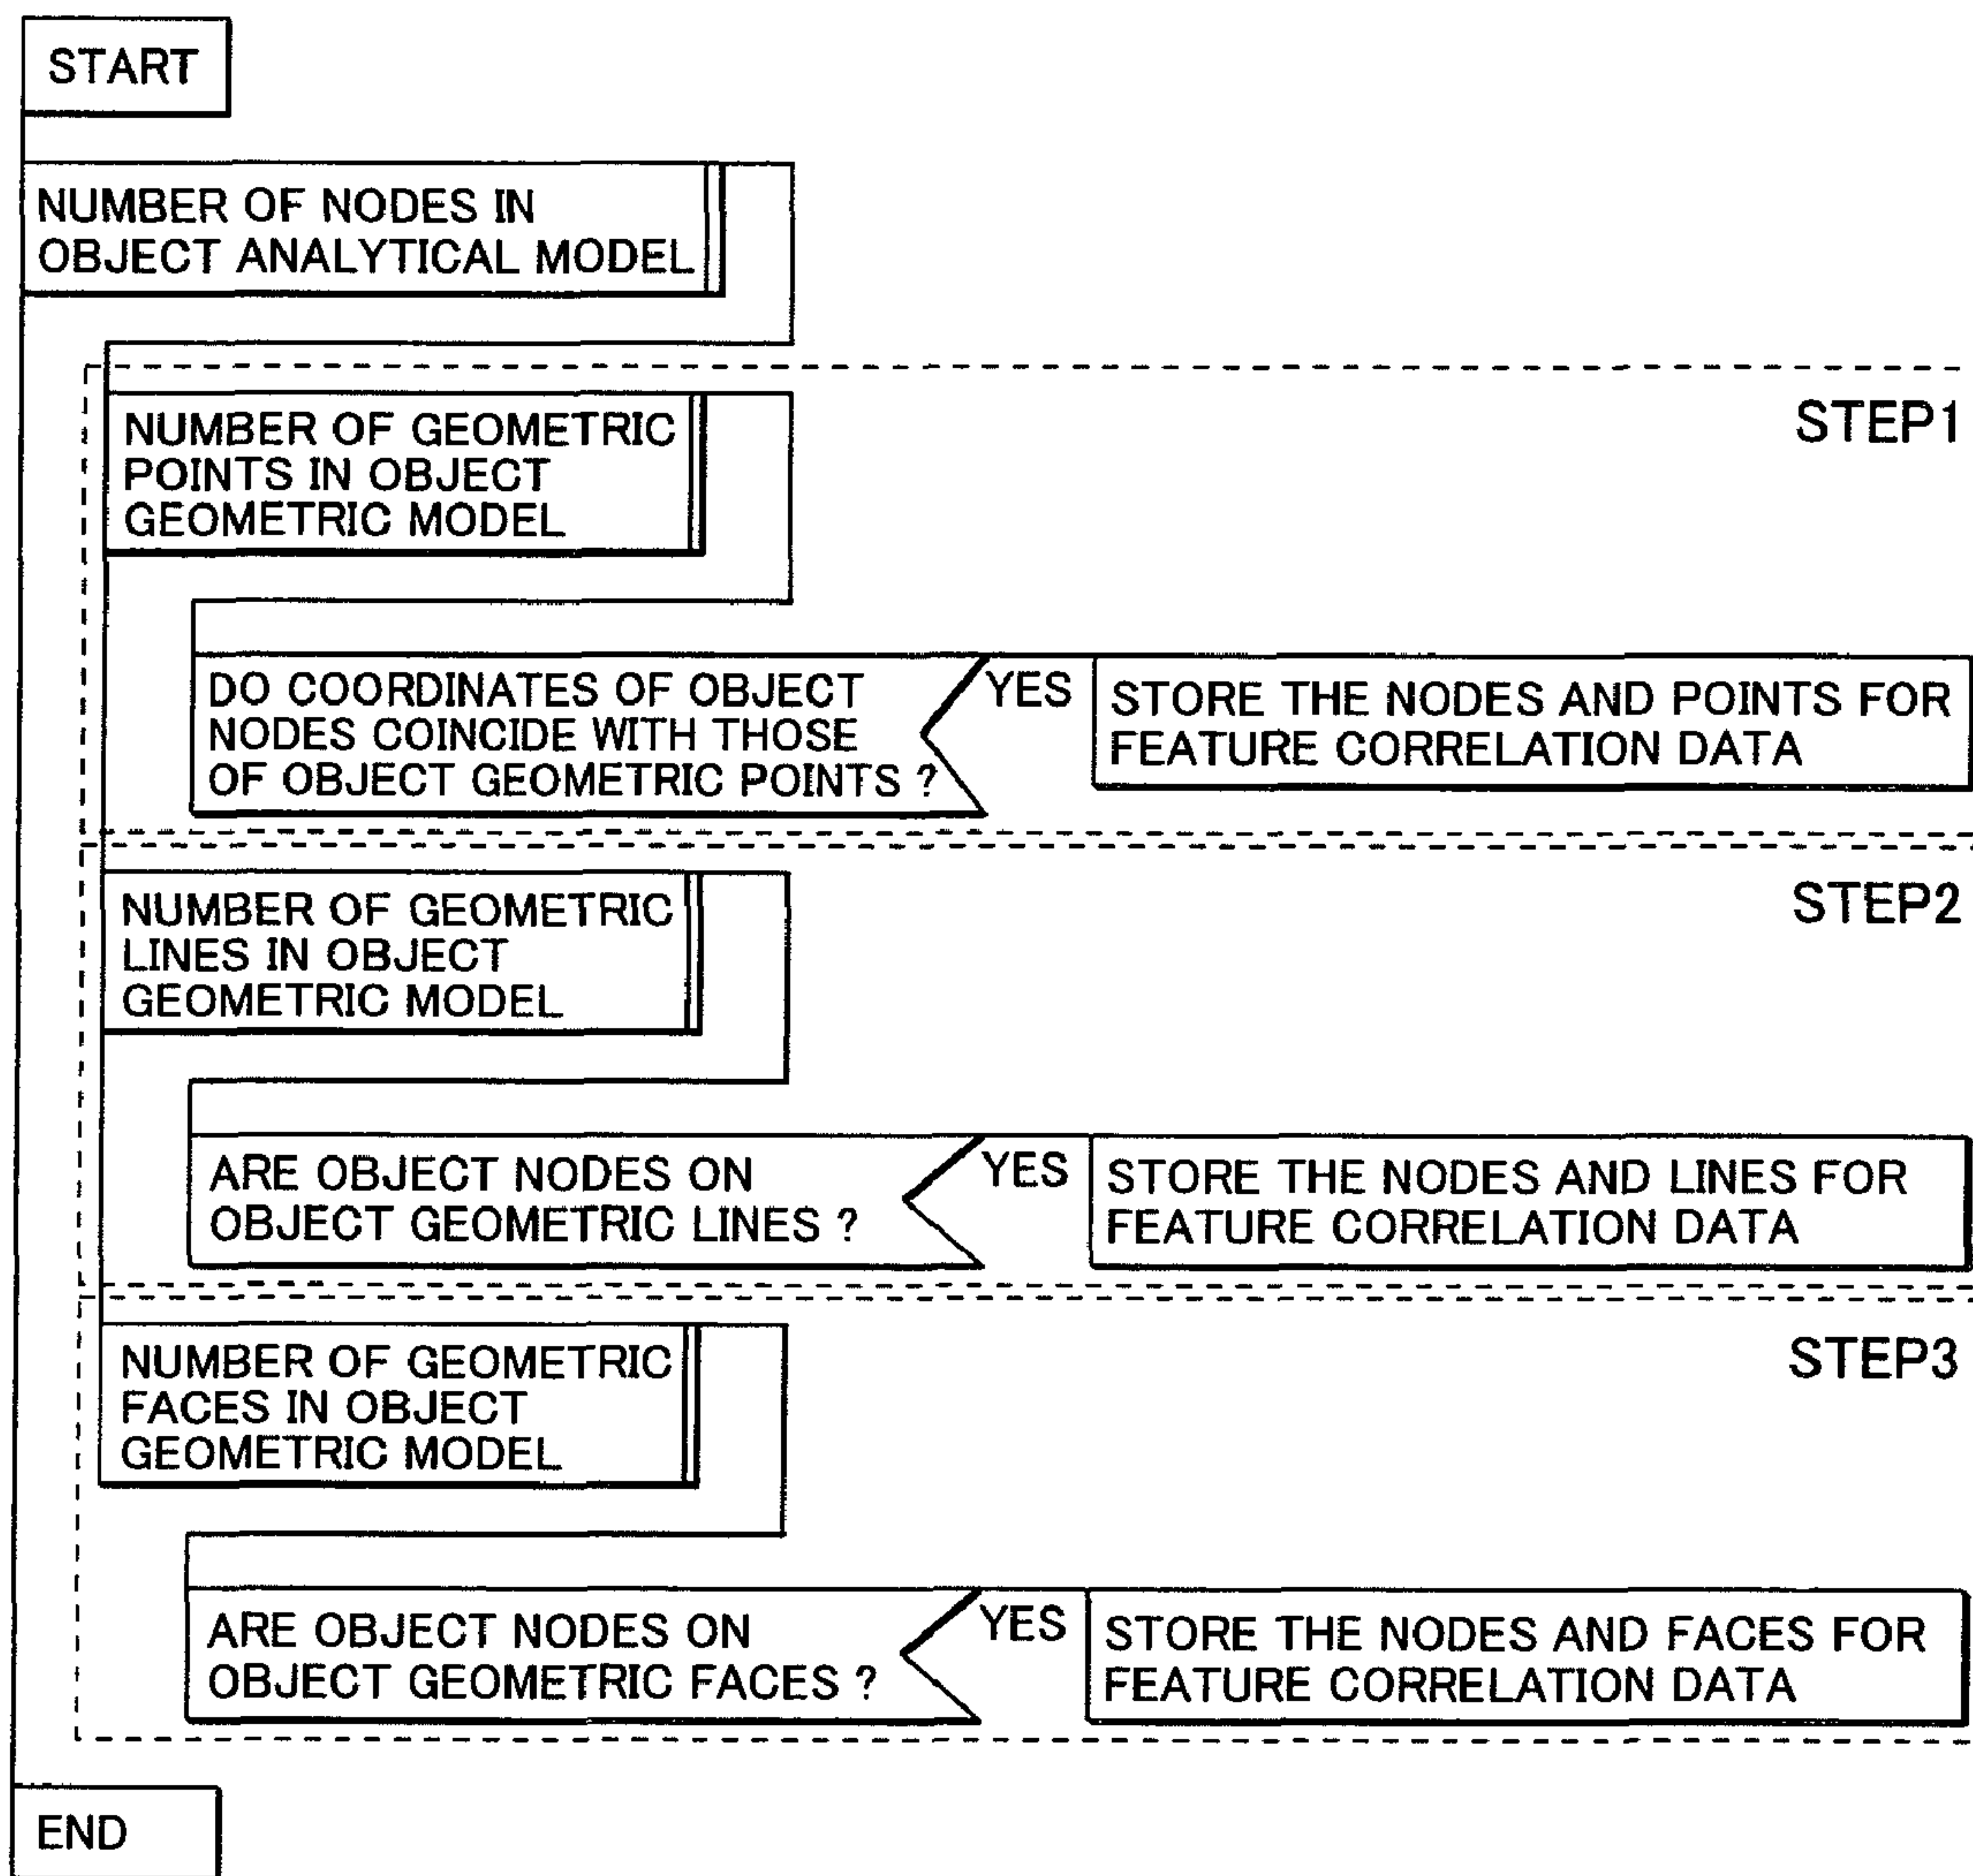 START
NUMBER OF NODES IN
OBJECT ANALYTICAL MODEL
NUMBER OF GEOMETRIC
POINTS IN OBJECT
GEOMETRIC MODEL
STEP1
DO COORDINATES OF OBJECT
NODES COINCIDE WITH THOSE
OF OBJECT GEOMETRIC POINTS ?
YES
STORE THE NODES AND POINTS FOR
FEATURE CORRELATION DATA
NUMBER OF GEOMETRIC
LINES IN OBJECT
GEOMETRIC MODEL
STEP2
ARE OBJECT NODES ON
OBJECT GEOMETRIC LINES ?
YES
STORE THE NODES AND LINES FOR
FEATURE CORRELATION DATA
NUMBER OF GEOMETRIC
FACES IN OBJECT
GEOMETRIC MODEL
STEP3
ARE OBJECT NODES ON
OBJECT GEOMETRIC FACES ?
YES
STORE THE NODES AND FACES FOR
FEATURE CORRELATION DATA
END